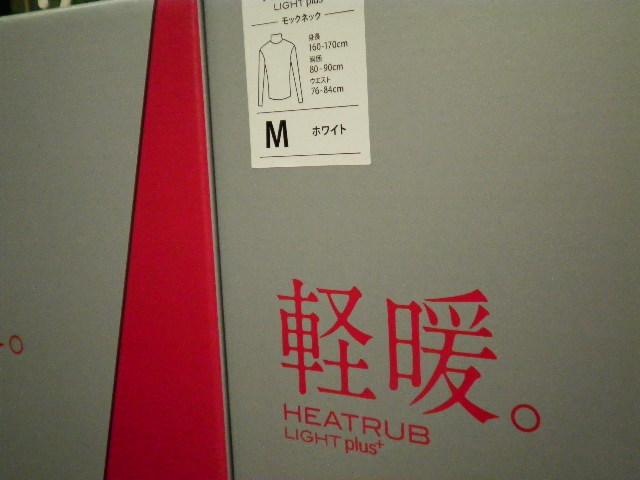 LIGHT plus
モックネック
身長
160-170cm
胸囲
80-90cm
ウエスト
76-84cm
M ホワイト
軽暖。
HEATRUB
LIGHT plus+
。